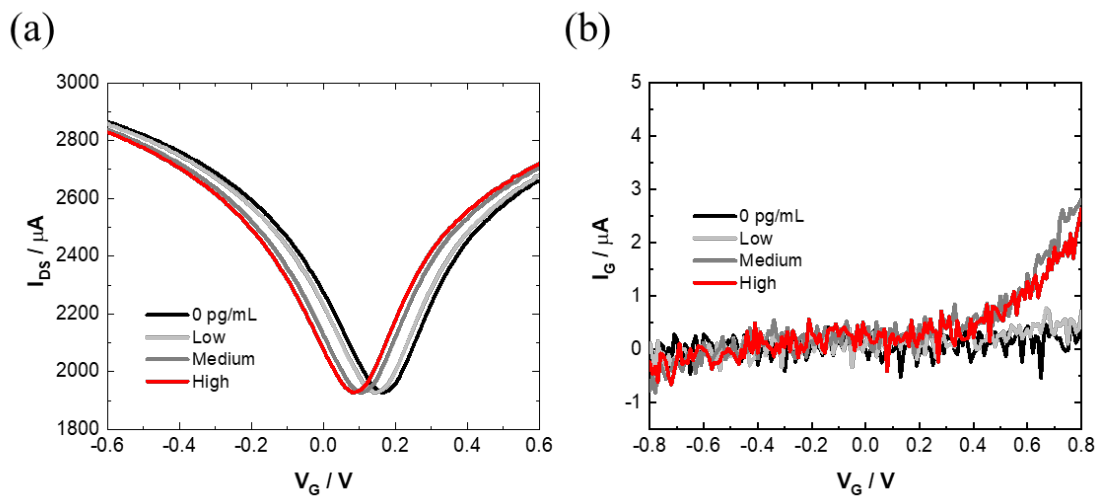 (a)
(b)
3000
2800
2600
2400
2200
2000
1800
I_DS / μA
0 pg/mL
Low
Medium
High
-0.6 -0.4 -0.2 0.0 0.2 0.4 0.6
V_G / V
5
4
3
2
1
0
-1
I_G / μA
0 pg/mL
Low
Medium
High
-0.8 -0.6 -0.4 -0.2 0.0 0.2 0.4 0.6 0.8
V_G / V